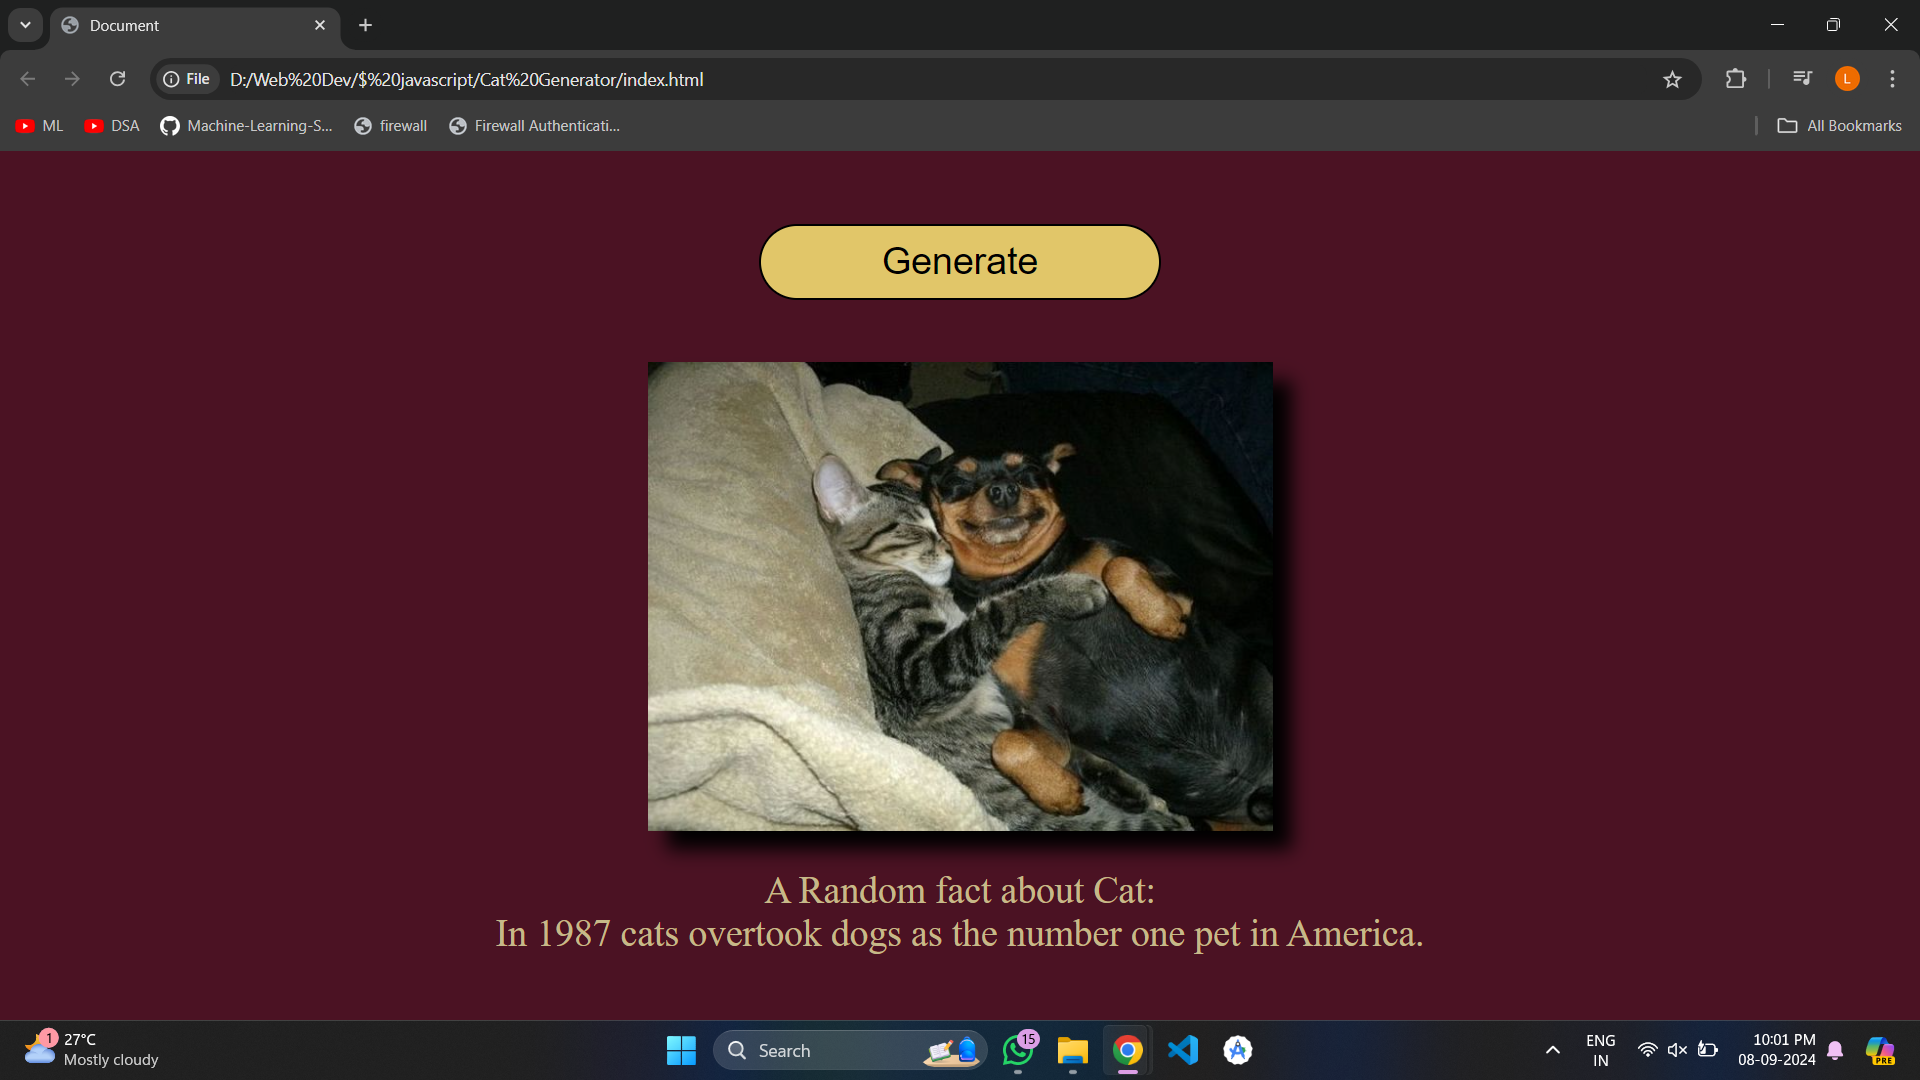 Document
File
D:/Web%20Dev/$%20javascript/Cat%20Generator/index.html
L
ML
DSA
Machine-Learning-S...
firewall
Firewall Authenticati...
All Bookmarks
Generate
A Random fact about Cat:
In 1987 cats overtook dogs as the number one pet in America.
1
27°C
Mostly cloudy
Search
15
ENG
IN
10:01 PM
08-09-2024
PRE